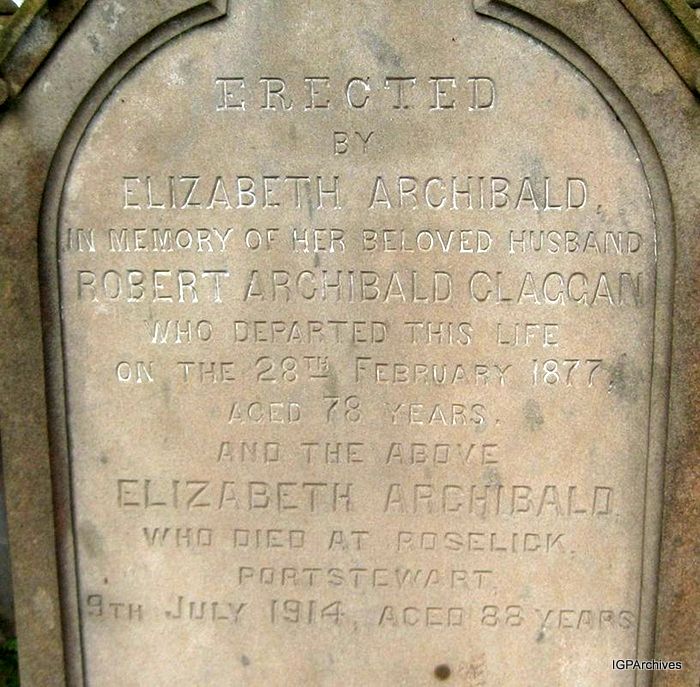 ERECTED
BY
ELIZABETH ARCHIBALD,
IN MEMORY OF HER BELOVED HUSBAND
ROBERT ARCHIBALD CLAGGAN
WHO DEPARTED THIS LIFE
ON THE 28TH FEBRUARY 1877,
AGED 78 YEARS.
AND THE ABOVE
ELIZABETH ARCHIBALD,
WHO DIED AT ROSELICK,
PORTSTEWART,
9TH JULY 1914, AGED 88 YEARS
IGPArchives